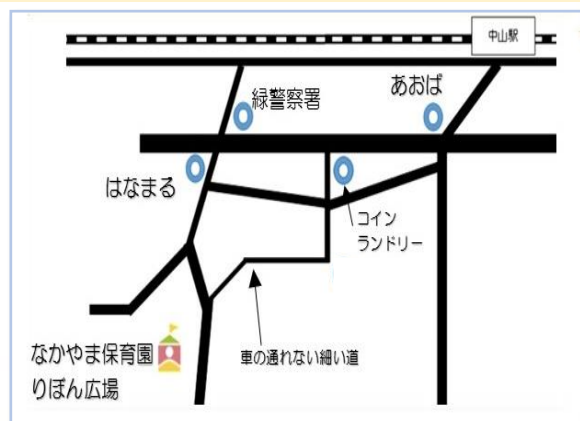 中山駅
あおば
緑警察署
はなまる
コイン
ランドリー
車の通れない細い道
なかやま保育園
りぼん広場